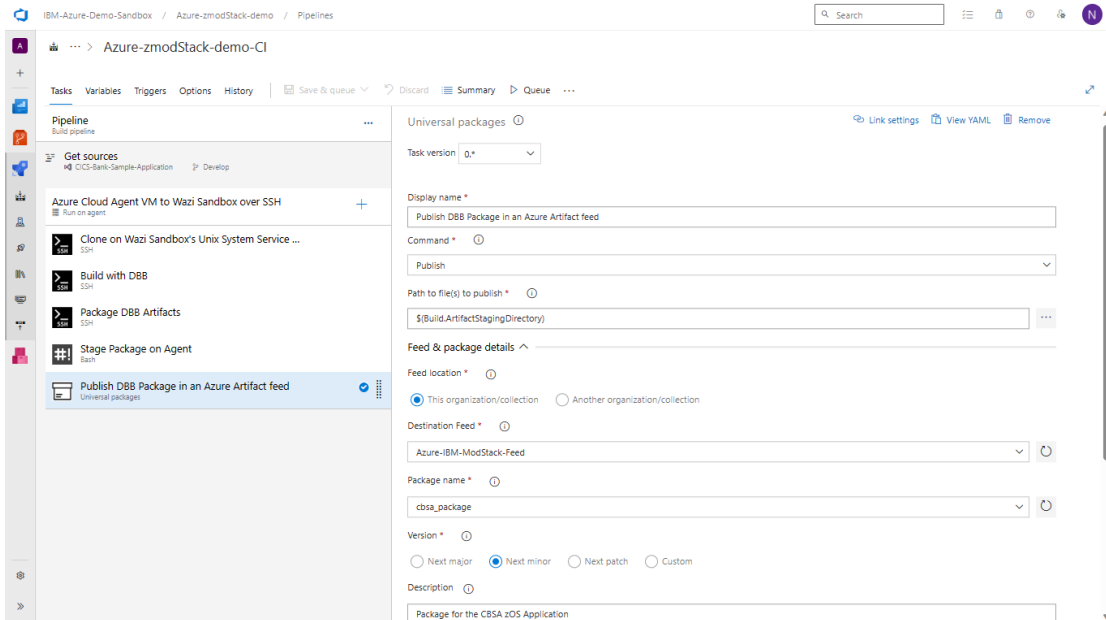 IBM-Azure-Demo-Sandbox / Azure-zmodStack-demo / Pipelines
Search
N
A
··· > Azure-zmodStack-demo-CI
Tasks Variables Triggers Options History Save & queue Discard Summary Queue ···
Pipeline
Build pipeline
Get sources
CICS-Bank-Sample-Application Develop
Azure Cloud Agent VM to Wazi Sandbox over SSH
Run on agent
Clone on Wazi Sandbox's Unix System Service ...
SSH
Build with DBB
SSH
Package DBB Artifacts
SSH
Stage Package on Agent
Bash
Publish DBB Package in an Azure Artifact feed
Universal packages
Universal packages
Link settings View YAML Remove
Task version 0.*
Display name *
Publish DBB Package in an Azure Artifact feed
Command *
Publish
Path to file(s) to publish *
$(Build.ArtifactStagingDirectory)
Feed & package details
Feed location *
This organization/collection Another organization/collection
Destination Feed *
Azure-IBM-ModStack-Feed
Package name *
cbsa_package
Version *
Next major Next minor Next patch Custom
Description
Package for the CBSA zOS Application